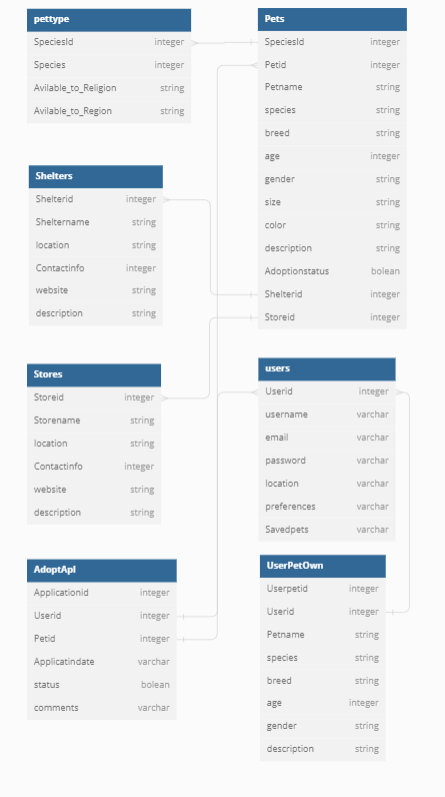 pettype
SpeciesId integer
Species integer
Avilable_to_Religion string
Avilable_to_Region string
Pets
SpeciesId integer
Petid integer
Petname string
species string
breed string
age integer
gender string
size string
color string
description string
Adoptionstatus bolean
Shelterid integer
Storeid integer
Shelters
Shelterid integer
Sheltername string
location string
Contactinfo integer
website string
description string
Stores
Storeid integer
Storename string
location string
Contactinfo integer
website string
description string
users
Userid integer
username varchar
email varchar
password varchar
location varchar
preferences varchar
Savedpets varchar
AdoptApl
Applicationid integer
Userid integer
Petid integer
Applicatindate varchar
status bolean
comments varchar
UserPetOwn
Userpetid integer
Userid integer
Petname string
species string
breed string
age integer
gender string
description string